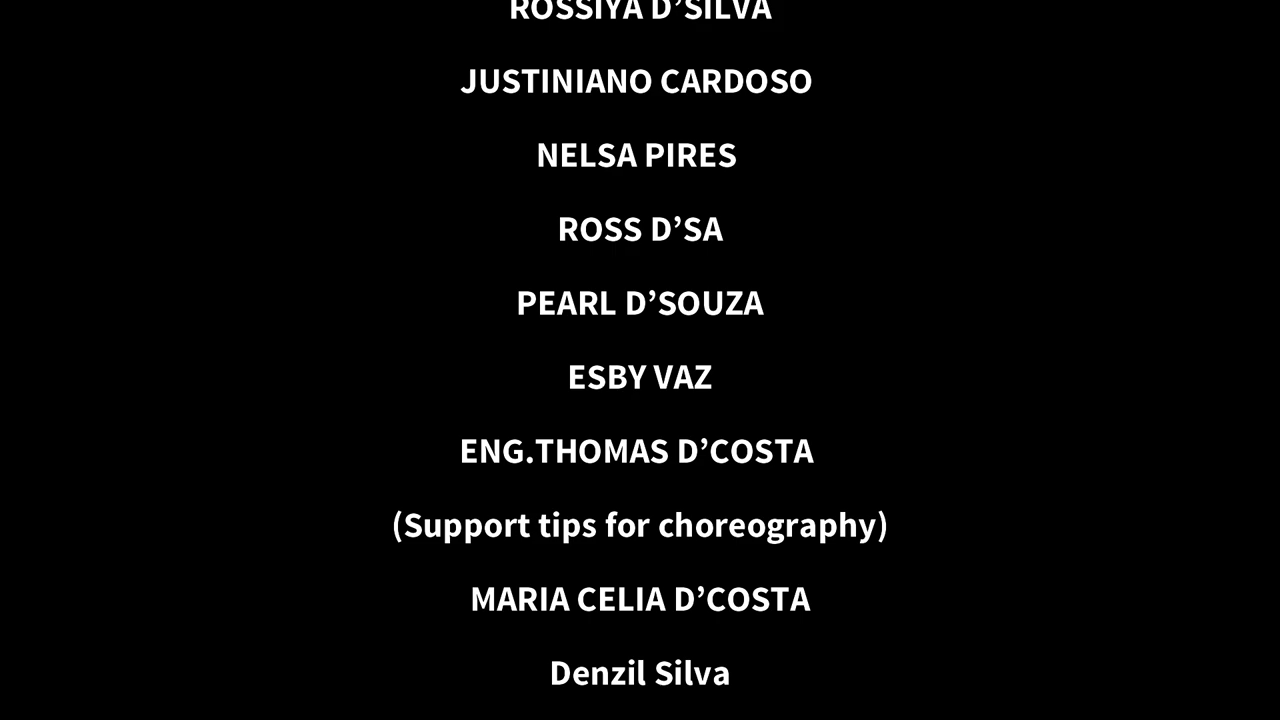 ROSSIYA D’SILVA
JUSTINIANO CARDOSO
NELSA PIRES
ROSS D’SA
PEARL D’SOUZA
ESBY VAZ
ENG.THOMAS D’COSTA
(Support tips for choreography)
MARIA CELIA D’COSTA
Denzil Silva